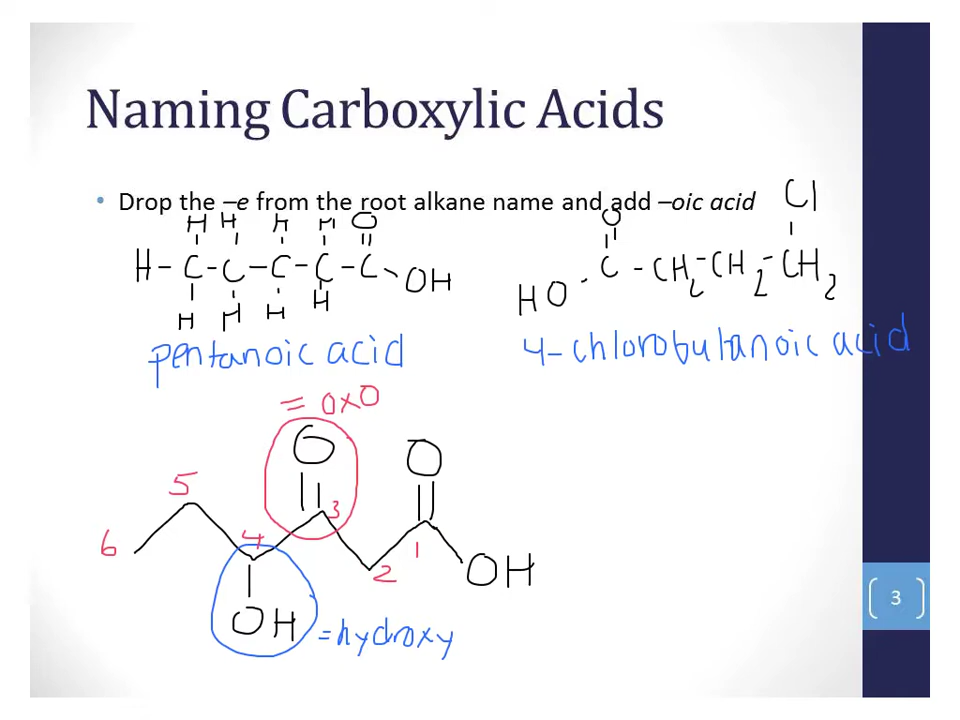 Naming Carboxylic Acids
• Drop the –e from the root alkane name and add –oic acid
H H H H O
H – C – C – C – C – C
OH
H H H H
pentanoic acid
Cl
O
C - CH2 - CH2 - CH2
HO
4-chlorobutanoic acid
= oxo
O O
5
3
6 4 1
2
OH
OH = hydroxy
3